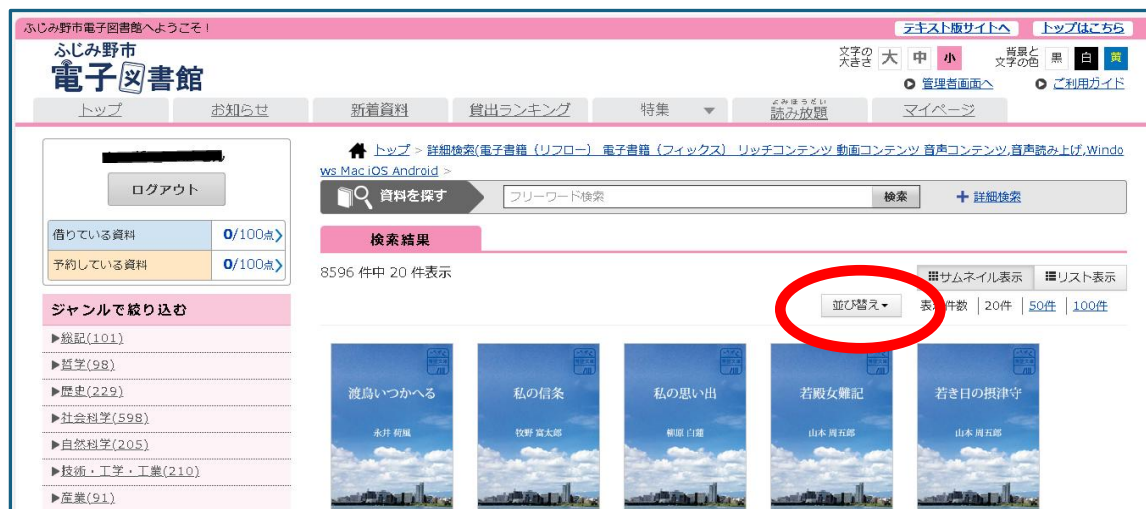 ふじみ野市電子図書館へようこそ！
テキスト版サイトへ トップはこちら
ふじみ野市
電子図書館
文字の大きさ 大 中 小 背景と文字の色 黒 白 黄
管理者画面へ ご利用ガイド
トップ お知らせ 新着資料 貸出ランキング 特集 ▼ 読み放題 マイページ
よみほうだい
トップ > 詳細検索(電子書籍（リフロー） 電子書籍（フィックス） リッチコンテンツ 動画コンテンツ 音声コンテンツ,音声読み上げ,Windo
ws Mac iOS Android >
ログアウト
資料を探す フリーワード検索 検索 + 詳細検索
借りている資料 0/100点
予約している資料 0/100点
検索結果
8596 件中 20 件表示
サムネイル表示 リスト表示
並び替え▼ 表示件数 | 20件 | 50件 | 100件
ジャンルで絞り込む
▶総記(101)
▶哲学(98)
▶歴史(229)
▶社会科学(598)
▶自然科学(205)
▶技術・工学・工業(210)
▶産業(91)
渡鳥いつかへる
永井 荷風
私の信条
牧野 富太郎
私の思い出
柳原 白蓮
若殿女難記
山本 周五郎
若き日の摂津守
山本 周五郎